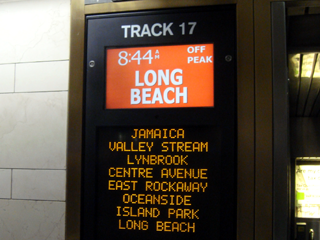 TRACK 17
8:44 AM OFF PEAK
LONG
BEACH
JAMAICA
VALLEY STREAM
LYNBROOK
CENTRE AVENUE
EAST ROCKAWAY
OCEANSIDE
ISLAND PARK
LONG BEACH